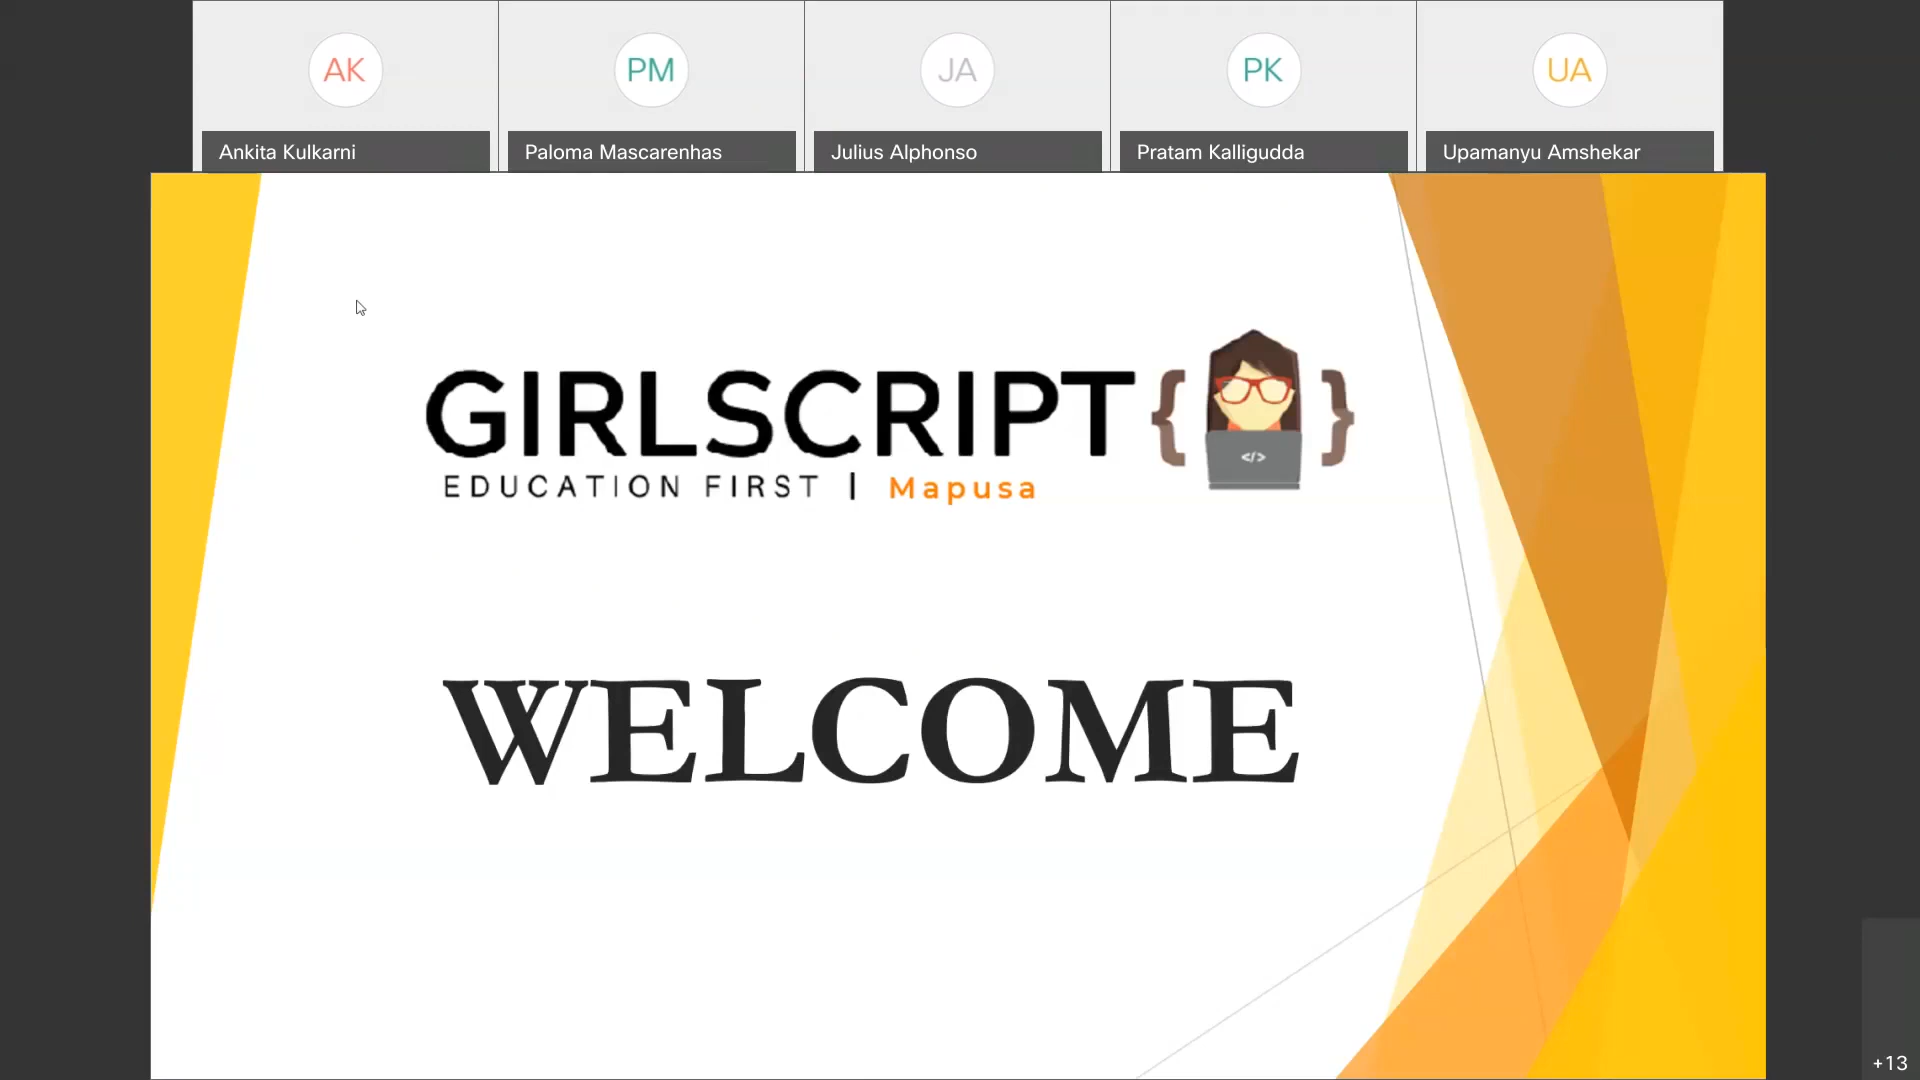 AK
PM
JA
PK
UA
Ankita Kulkarni
Paloma Mascarenhas
Julius Alphonso
Pratam Kalligudda
Upamanyu Amshekar
GIRLSCRIPT { </> }
EDUCATION FIRST | Mapusa
WELCOME
+13